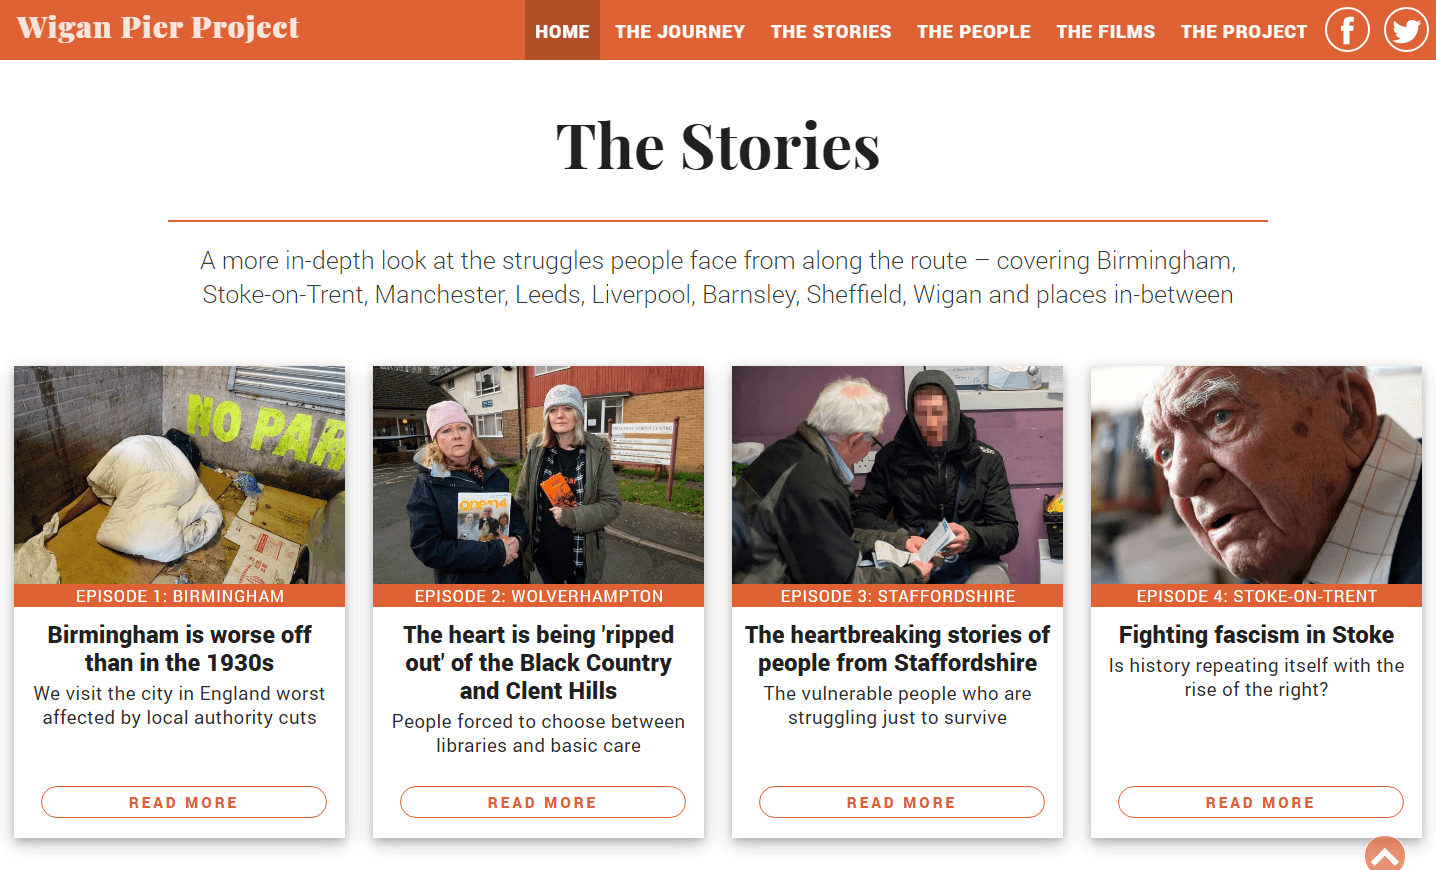 Wigan Pier Project
HOME THE JOURNEY THE STORIES THE PEOPLE THE FILMS THE PROJECT
The Stories
A more in-depth look at the struggles people face from along the route – covering Birmingham,
Stoke-on-Trent, Manchester, Leeds, Liverpool, Barnsley, Sheffield, Wigan and places in-between
NO PAR
EPISODE 1: BIRMINGHAM
Birmingham is worse off
than in the 1930s
We visit the city in England worst
affected by local authority cuts
READ MORE
EPISODE 2: WOLVERHAMPTON
The heart is being 'ripped
out' of the Black Country
and Clent Hills
People forced to choose between
libraries and basic care
READ MORE
EPISODE 3: STAFFORDSHIRE
The heartbreaking stories of
people from Staffordshire
The vulnerable people who are
struggling just to survive
READ MORE
EPISODE 4: STOKE-ON-TRENT
Fighting fascism in Stoke
Is history repeating itself with the
rise of the right?
READ MORE